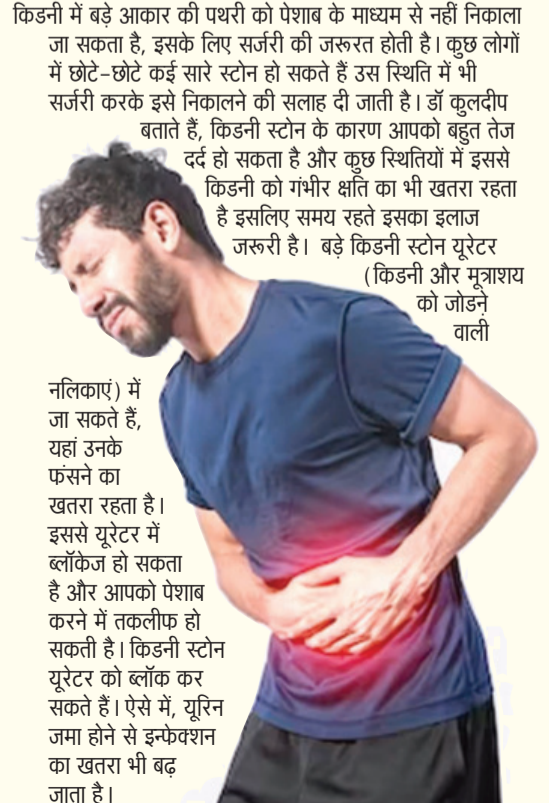 किडनी में बड़े आकार की पथरी को पेशाब के माध्यम से नहीं निकाला
जा सकता है, इसके लिए सर्जरी की जरूरत होती है। कुछ लोगों
में छोटे-छोटे कई सारे स्टोन हो सकते हैं उस स्थिति में भी
सर्जरी करके इसे निकालने की सलाह दी जाती है। डॉ कुलदीप
बताते हैं, किडनी स्टोन के कारण आपको बहुत तेज
दर्द हो सकता है और कुछ स्थितियों में इससे
किडनी को गंभीर क्षति का भी खतरा रहता
है इसलिए समय रहते इसका इलाज
जरूरी है। बड़े किडनी स्टोन यूरेटर
(किडनी और मूत्राशय
को जोडऩे
वाली
नलिकाएं) में
जा सकते हैं,
यहां उनके
फंसने का
खतरा रहता है।
इससे यूरेटर में
ब्लॉकेज हो सकता
है और आपको पेशाब
करने में तकलीफ हो
सकती है। किडनी स्टोन
यूरेटर को ब्लॉक कर
सकते हैं। ऐसे में, यूरिन
जमा होने से इन्फेक्शन
का खतरा भी बढ़
जाता है।